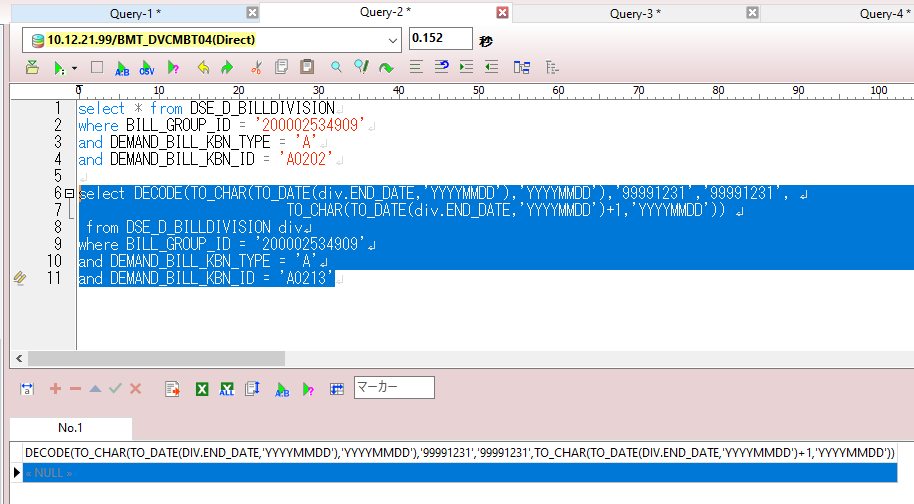 Query-1 *
Query-2 *
Query-3 *
Query-4 *
10.12.21.99/BMT_DVCMBT04(Direct)
0.152 秒
A.B CSV ?
0 10 20 30 40 50 60 70 80 90 100
1 select * from DSE_D_BILLDIVISION
2 where BILL_GROUP_ID = '200002534909'
3 and DEMAND_BILL_KBN_TYPE = 'A'
4 and DEMAND_BILL_KBN_ID = 'A0202'
5
6 select DECODE(TO_CHAR(TO_DATE(div.END_DATE,'YYYYMMDD'),'YYYYMMDD'),'99991231','99991231',
7 TO_CHAR(TO_DATE(div.END_DATE,'YYYYMMDD')+1,'YYYYMMDD'))
8 from DSE_D_BILLDIVISION div
9 where BILL_GROUP_ID = '200002534909'
10 and DEMAND_BILL_KBN_TYPE = 'A'
11 and DEMAND_BILL_KBN_ID = 'A0213'
a ALL A.B ? マーカー
No.1
DECODE(TO_CHAR(TO_DATE(DIV.END_DATE,'YYYYMMDD'),'YYYYMMDD'),'99991231','99991231',TO_CHAR(TO_DATE(DIV.END_DATE,'YYYYMMDD')+1,'YYYYMMDD'))
« NULL »